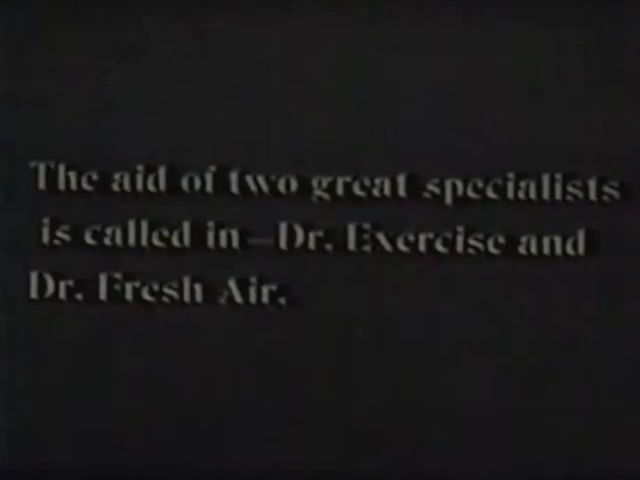 The aid of two great specialists
is called in—Dr. Exercise and
Dr. Fresh Air.